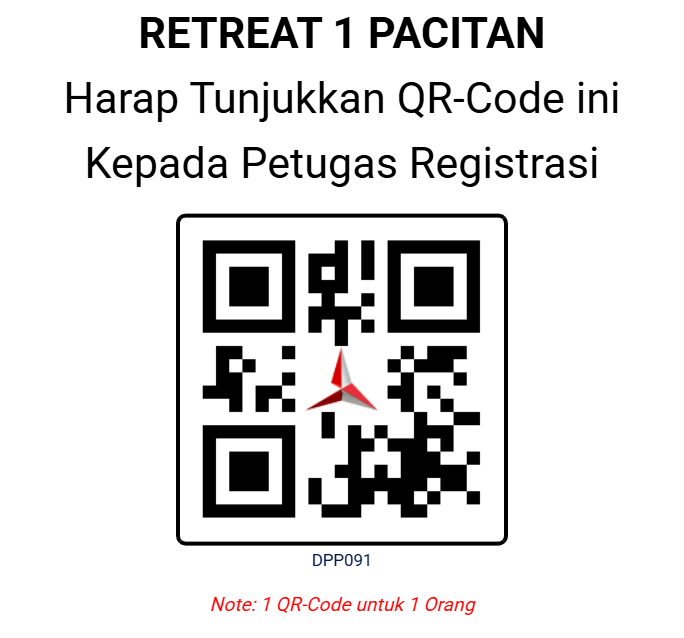 RETREAT 1 PACITAN
Harap Tunjukkan QR-Code ini
Kepada Petugas Registrasi
DPP091
Note: 1 QR-Code untuk 1 Orang